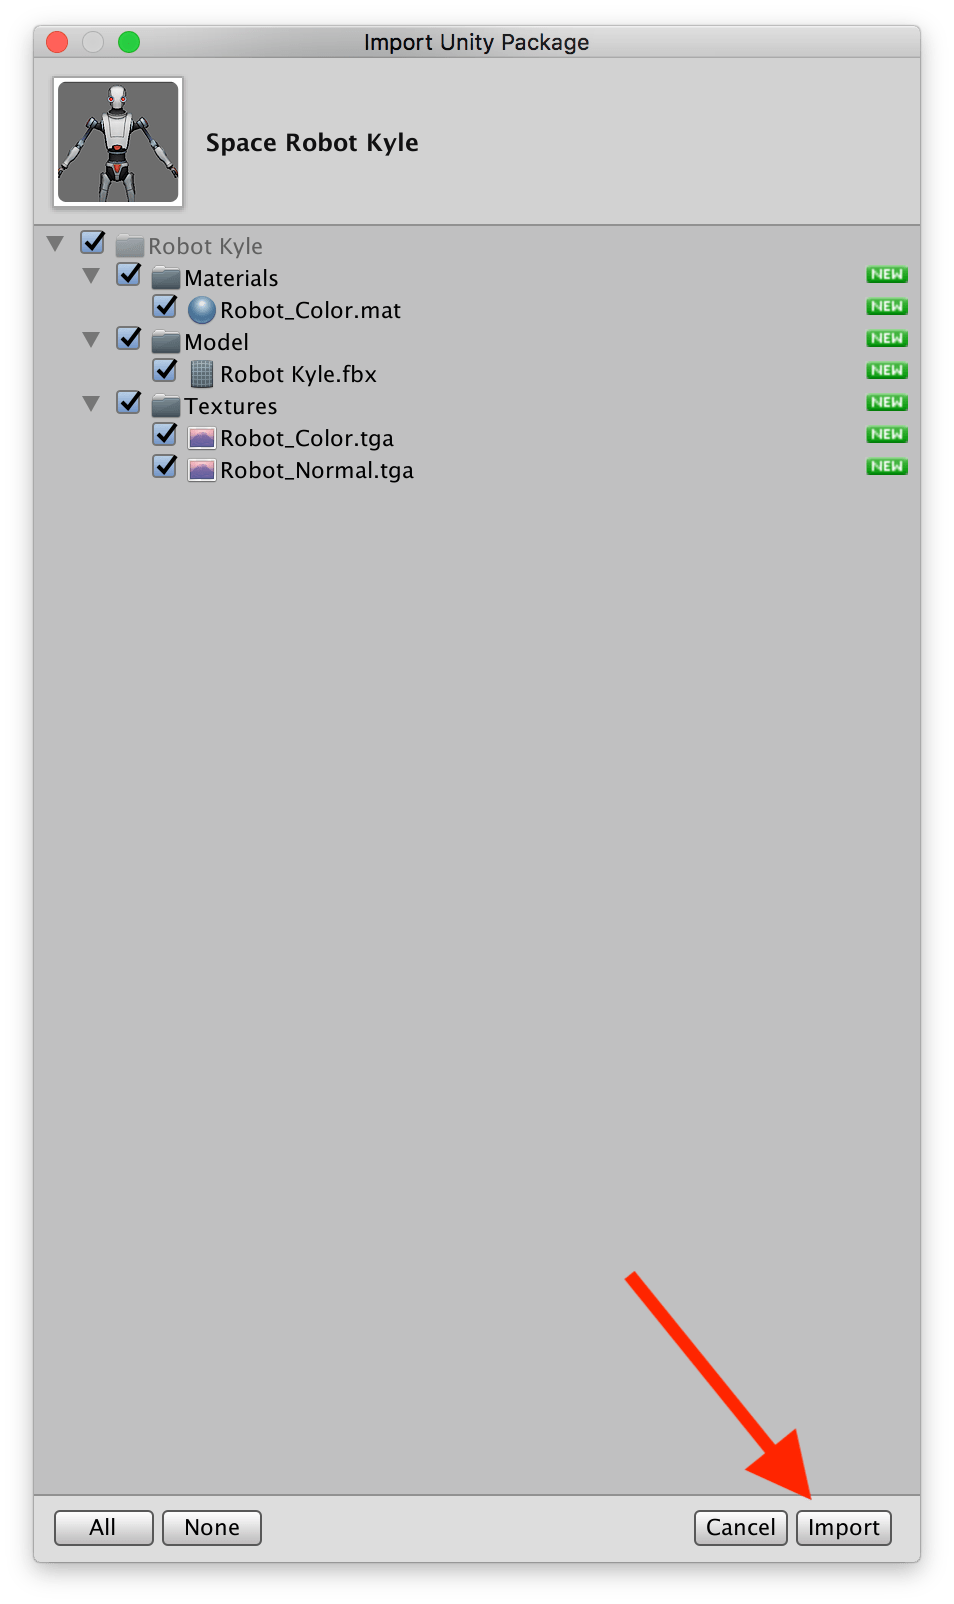 Import Unity Package
Space Robot Kyle
Robot Kyle
Materials NEW
Robot_Color.mat NEW
Model NEW
Robot Kyle.fbx NEW
Textures NEW
Robot_Color.tga NEW
Robot_Normal.tga NEW
All None Cancel Import